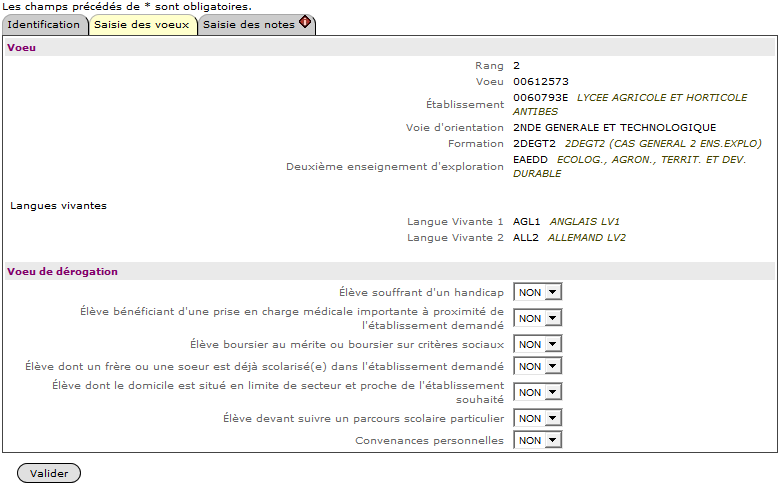 Les champs précédés de * sont obligatoires.
Identification Saisie des voeux Saisie des notes
Voeu
Rang 2
Voeu 00612573
Établissement 0060793E LYCEE AGRICOLE ET HORTICOLE
ANTIBES
Voie d'orientation 2NDE GENERALE ET TECHNOLOGIQUE
Formation 2DEGT2 2DEGT2 (CAS GENERAL 2 ENS.EXPLO)
Deuxième enseignement d'exploration EAEDD ECOLOG., AGRON., TERRIT. ET DEV.
DURABLE
Langues vivantes
Langue Vivante 1 AGL1 ANGLAIS LV1
Langue Vivante 2 ALL2 ALLEMAND LV2
Voeu de dérogation
Élève souffrant d'un handicap NON
Élève bénéficiant d'une prise en charge médicale importante à proximité de
l'établissement demandé NON
Élève boursier au mérite ou boursier sur critères sociaux NON
Élève dont un frère ou une soeur est déjà scolarisé(e) dans l'établissement demandé NON
Élève dont le domicile est situé en limite de secteur et proche de l'établissement
souhaité NON
Élève devant suivre un parcours scolaire particulier NON
Convenances personnelles NON
Valider